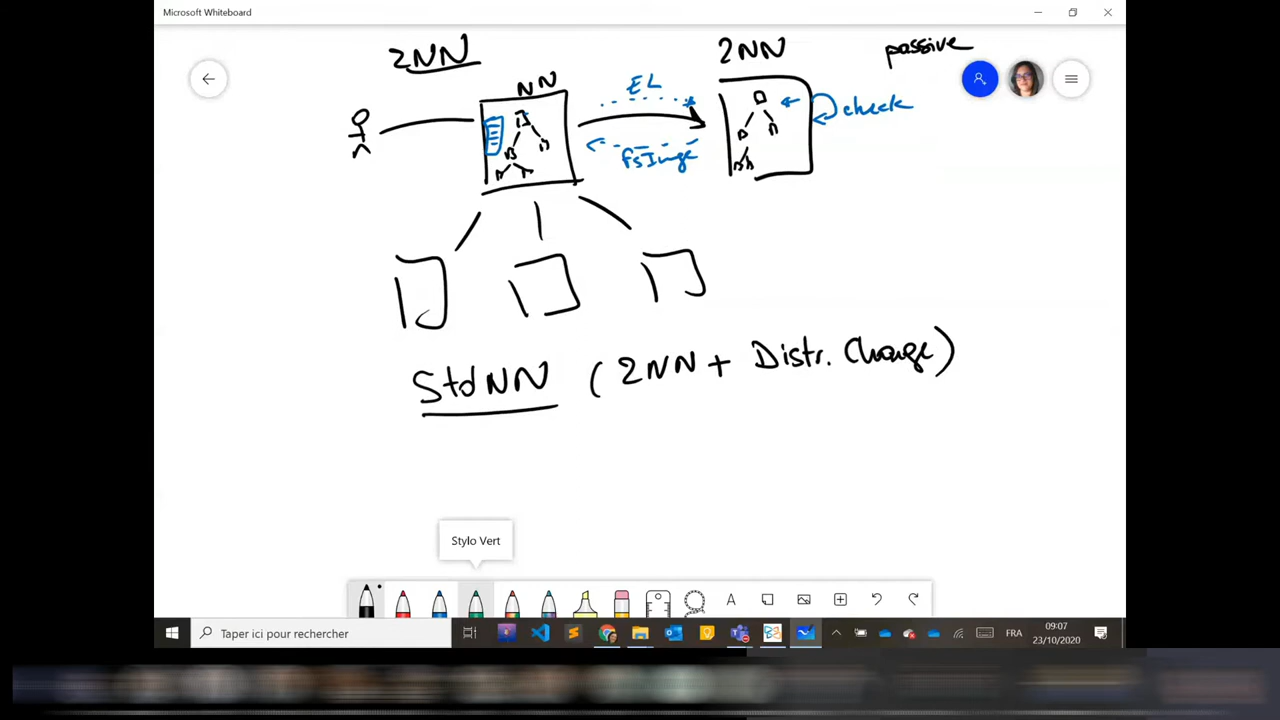 Microsoft Whiteboard
2NN
2NN
passive
NN
EL
check
fsImage
StdNN (2NN + Distr. Change)
Stylo Vert
A
Taper ici pour rechercher
FRA
09:07
23/10/2020